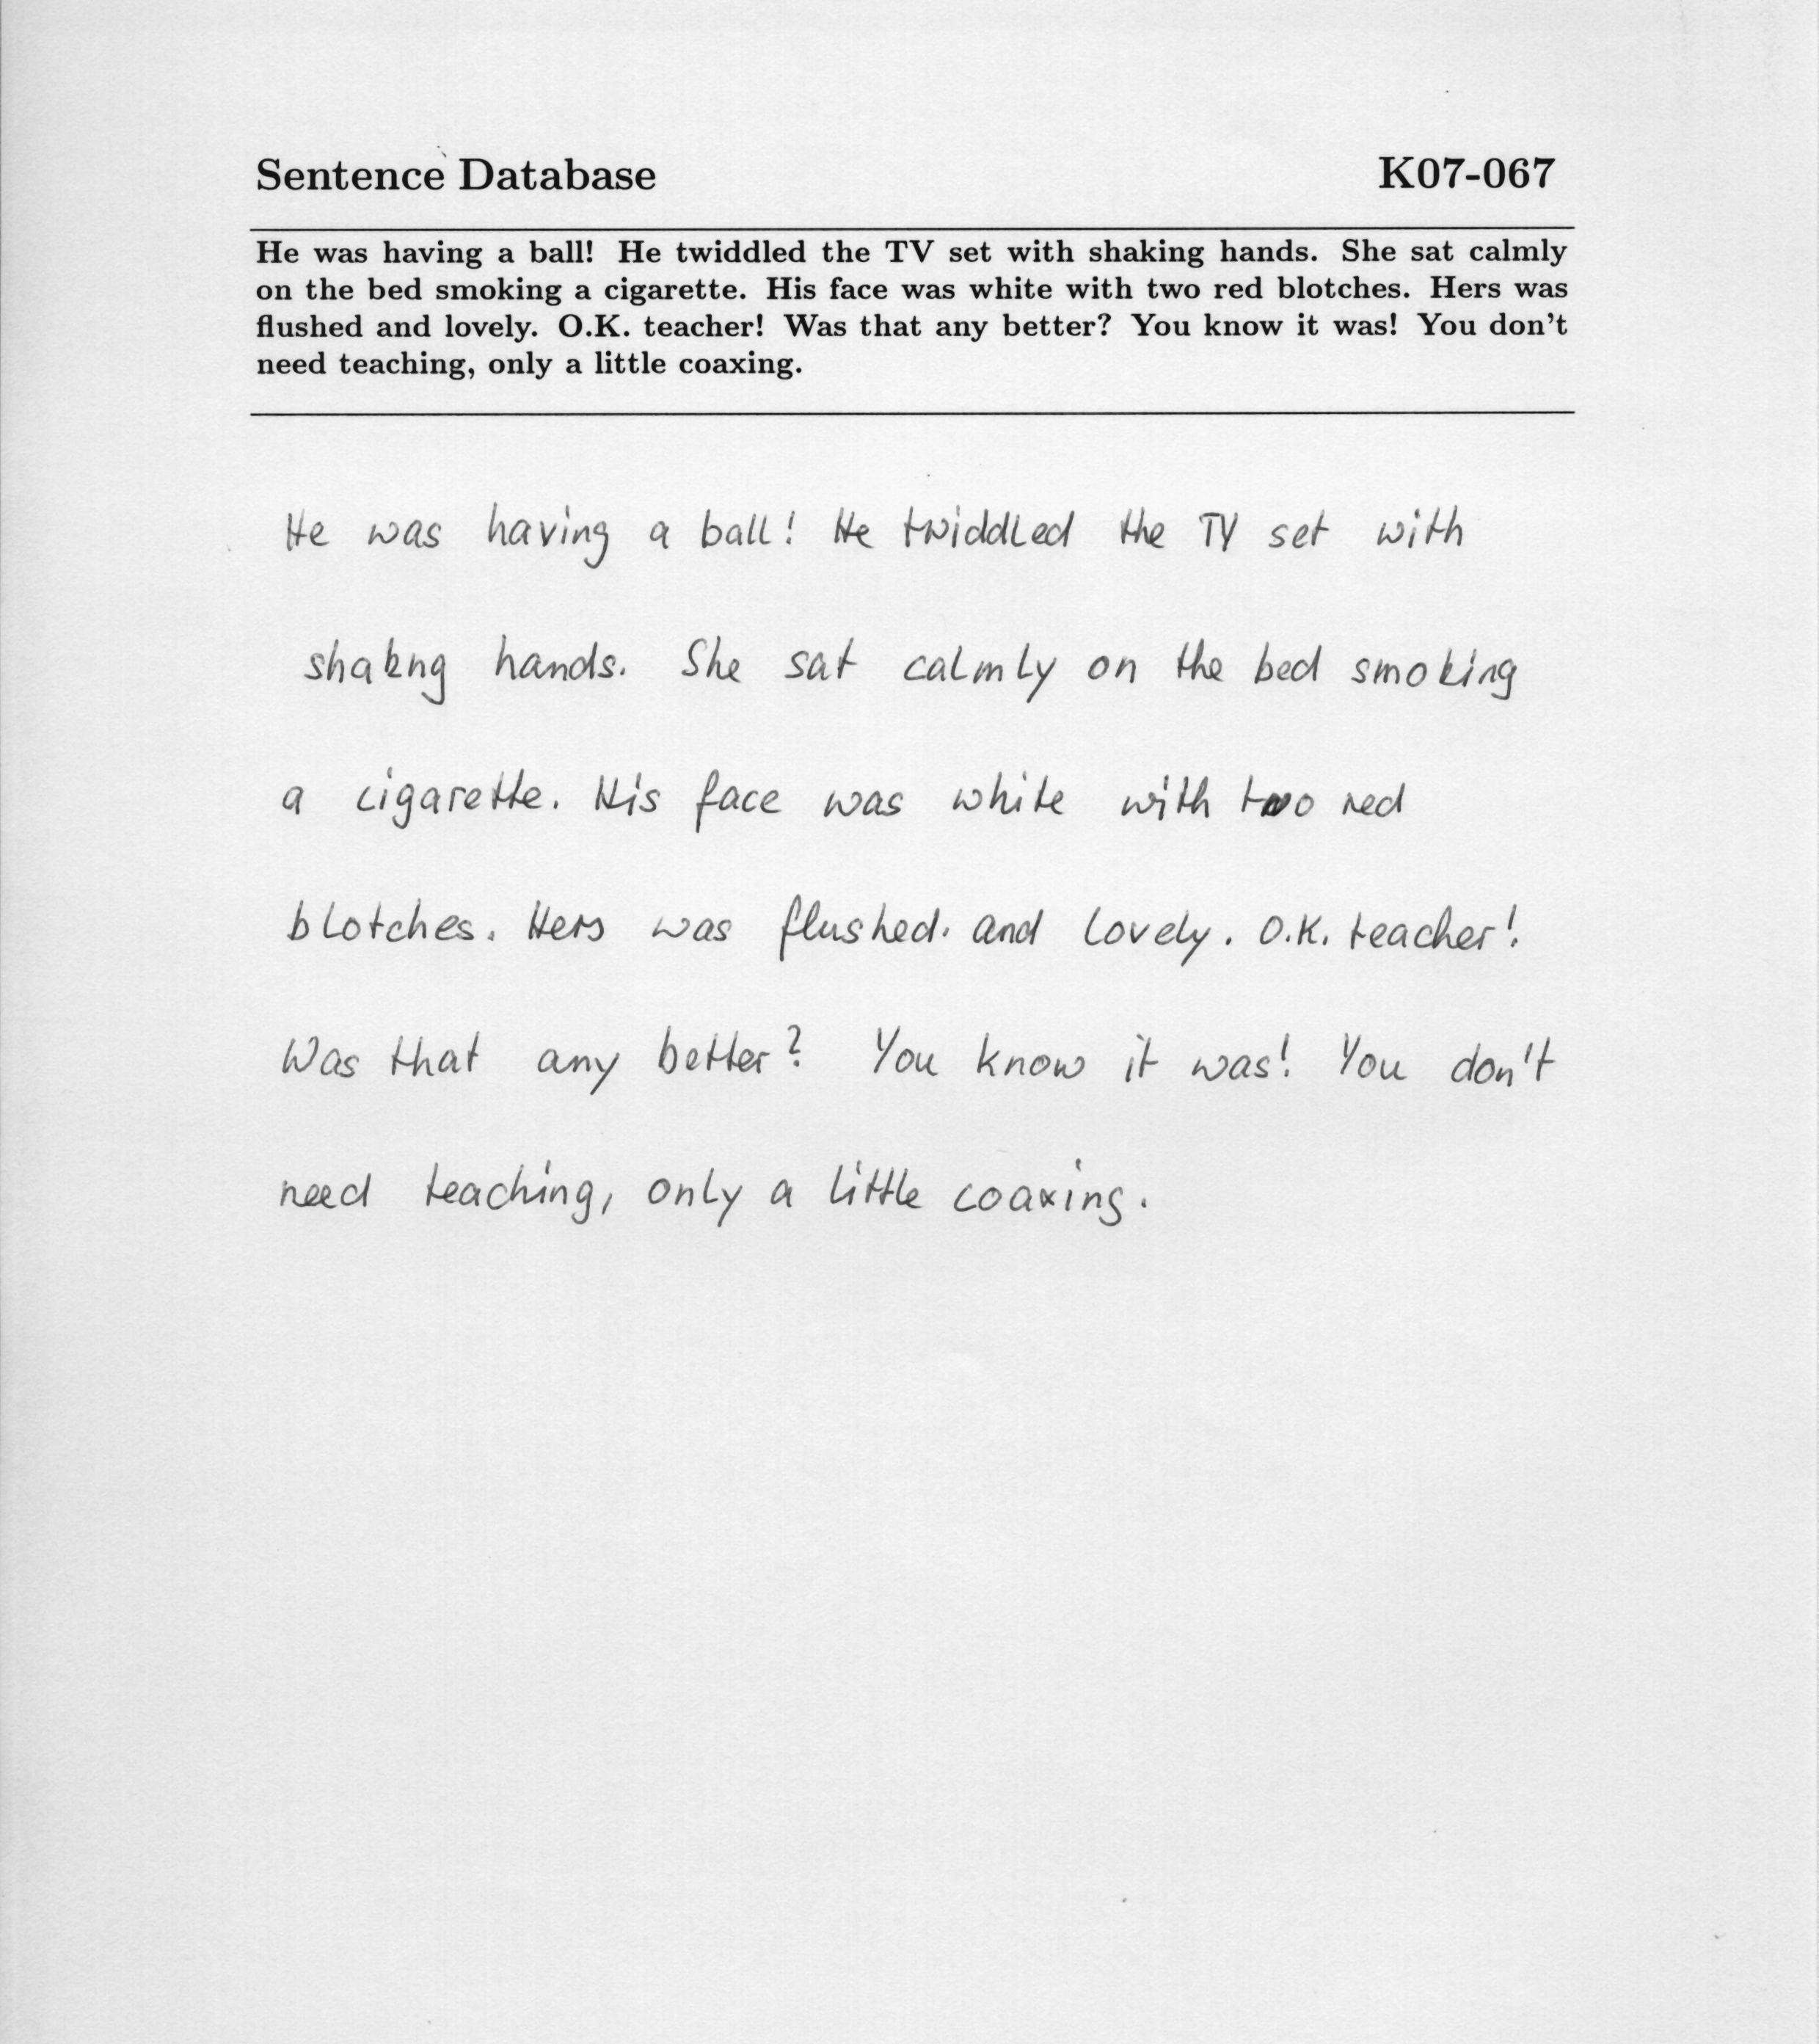 Sentence Database K07-067
He was having a ball! He twiddled the TV set with shaking hands. She sat calmly
on the bed smoking a cigarette. His face was white with two red blotches. Hers was
flushed and lovely. O.K. teacher! Was that any better? You know it was! You don't
need teaching, only a little coaxing.
He was having a ball! He twiddled the TV set with
shakng hands. She sat calmly on the bed smoking
a cigarette. His face was white with two red
blotches. Hers was flushed. and lovely. O.K. teacher!
Was that any better? You know it was! You don't
need teaching, only a little coaxing.